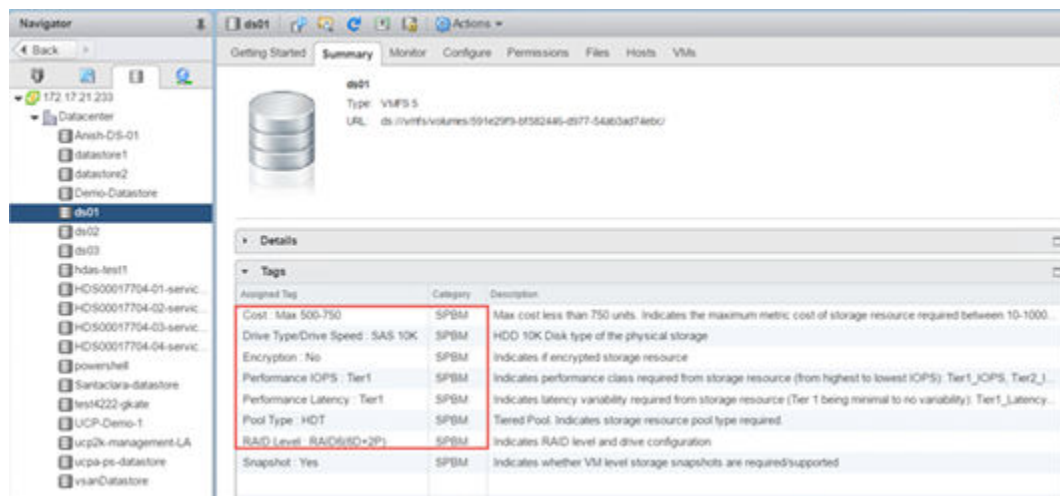 Navigator
ds01 Actions
Back
Getting Started Summary Monitor Configure Permissions Files Hosts VMs
ds01
Type: VMFS 5
URL: ds:///vmfs/volumes/
172.17.21.233
Datacenter
Anish-DS-01
datastore1
datastore2
Demo-Datastore
ds01
ds02
ds03
hdas-test1
HDS00017704-01-servic...
HDS00017704-02-servic...
HDS00017704-03-servic...
HDS00017704-04-servic...
powershell
Santaclara-datastore
test4222-gkate
UCP-Demo-1
ucp2k-management-LA
ucpa-ps-datastore
vsanDatastore
Details
Tags
Assigned Tag Category Description
Cost : Max 500-750 SPBM Max cost less than 750 units. Indicates the maximum metric cost of storage resource required between 10-1000...
Drive Type/Drive Speed : SAS 10K SPBM HDD 10K Disk type of the physical storage
Encryption : No SPBM Indicates if encrypted storage resource
Performance IOPS : Tier1 SPBM Indicates performance class required from storage resource (from highest to lowest IOPS): Tier1_IOPS, Tier2_I...
Performance Latency : Tier1 SPBM Indicates latency variability required from storage resource (Tier 1 being minimal to no variability): Tier1_Latency...
Pool Type : HDT SPBM Tiered Pool. Indicates storage resource pool type required
RAID Level : RAID6(6D+2P) SPBM Indicates RAID level and drive configuration
Snapshot : Yes SPBM Indicates whether VM level storage snapshots are required/supported